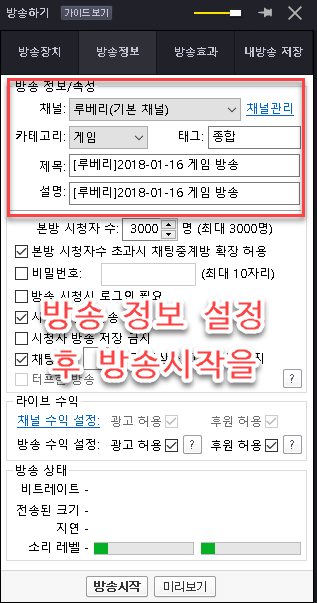 방송하기 가이드보기
방송장치 방송정보 방송효과 내방송 저장
방송 정보/속성
채널: 루베리(기본 채널) 채널관리
카테고리: 게임 태그: 종합
제목: [루베리]2018-01-16 게임 방송
설명: [루베리]2018-01-16 게임 방송
본방 시청자 수: 3000 명 (최대 3000명)
본방 시청자수 초과시 채팅중계방 확장 허용
비밀번호: (최대 10자리)
방송 시청시 로그인 필요
방송 정보 설정
시청자 방송 저장 금지
후 방송시작을
채팅
방송 ?
라이브 수익
채널 수익 설정: 광고 허용 후원 허용
방송 수익 설정: 광고 허용 ? 후원 허용 ?
방송 상태
비트레이트 -
전송된 크기 -
지연 -
소리 레벨 -
방송시작 미리보기